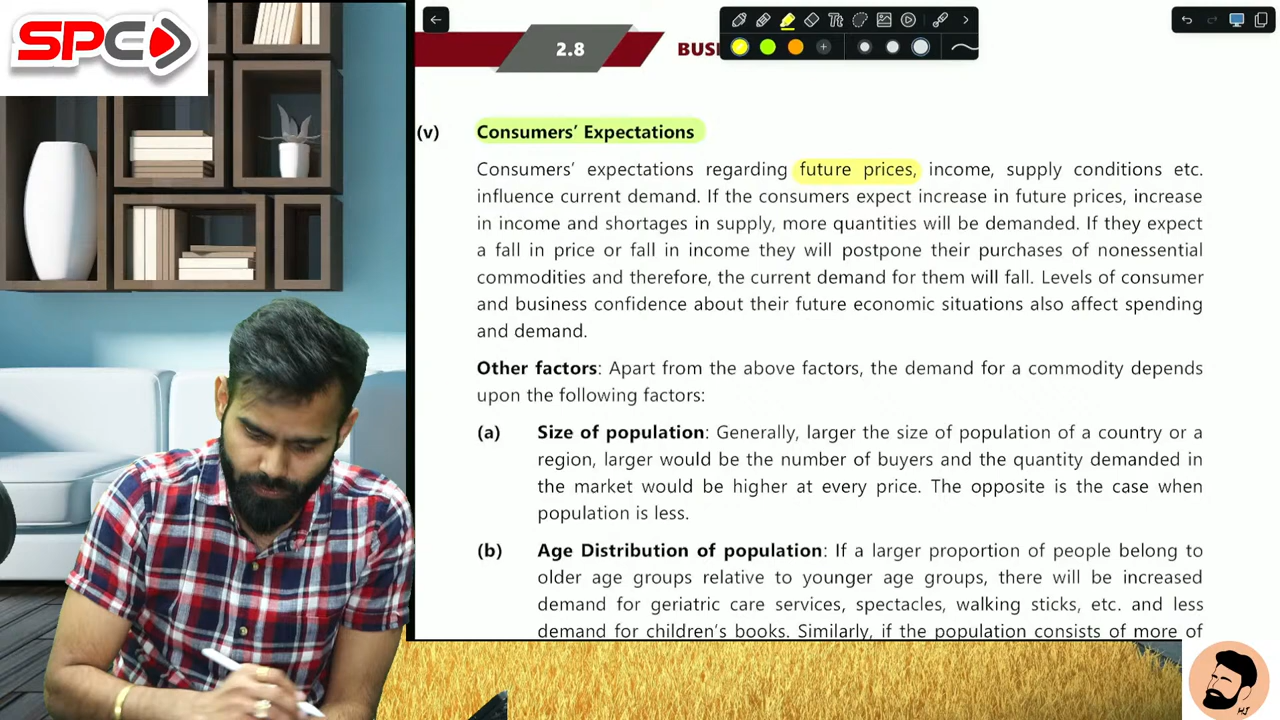 SPC
2.8
BUSI
(v) Consumers’ Expectations
Consumers’ expectations regarding future prices, income, supply conditions etc.
influence current demand. If the consumers expect increase in future prices, increase
in income and shortages in supply, more quantities will be demanded. If they expect
a fall in price or fall in income they will postpone their purchases of nonessential
commodities and therefore, the current demand for them will fall. Levels of consumer
and business confidence about their future economic situations also affect spending
and demand.
Other factors: Apart from the above factors, the demand for a commodity depends
upon the following factors:
(a) Size of population: Generally, larger the size of population of a country or a
region, larger would be the number of buyers and the quantity demanded in
the market would be higher at every price. The opposite is the case when
population is less.
(b) Age Distribution of population: If a larger proportion of people belong to
older age groups relative to younger age groups, there will be increased
demand for geriatric care services, spectacles, walking sticks, etc. and less
demand for children’s books. Similarly, if the population consists of more of
HJ